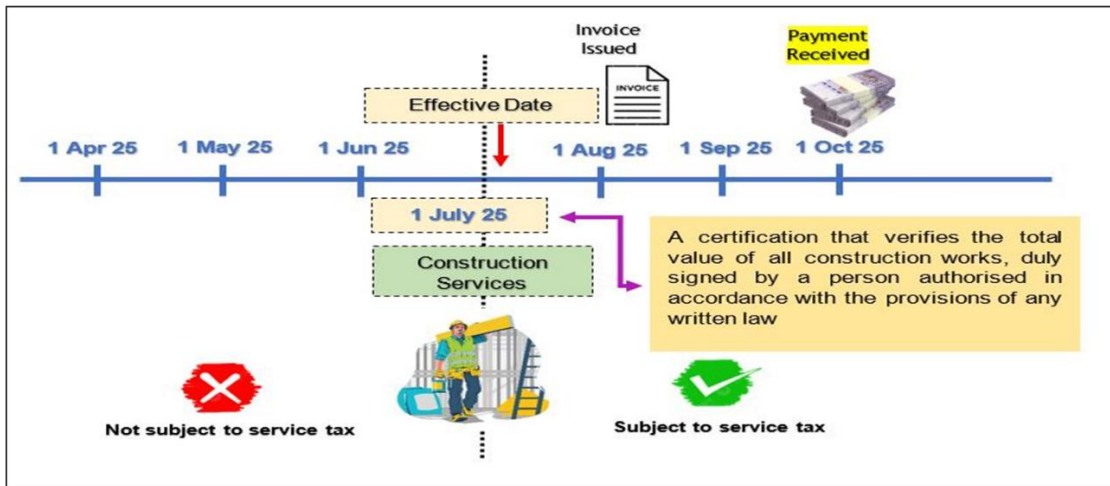 Invoice
Issued
Payment
Received
INVOICE
Effective Date
1 Apr 25
1 May 25
1 Jun 25
1 Aug 25
1 Sep 25
1 Oct 25
1 July 25
Construction
Services
A certification that verifies the total
value of all construction works, duly
signed by a person authorised in
accordance with the provisions of any
written law
Not subject to service tax
Subject to service tax